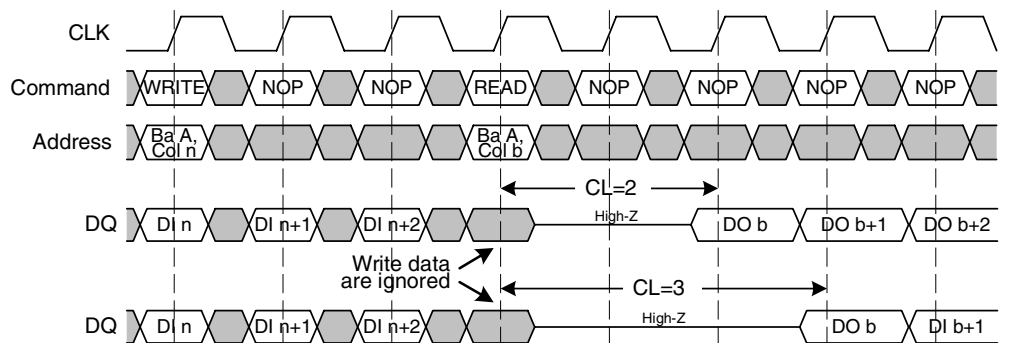 CLK
Command WRITE NOP NOP READ NOP NOP NOP NOP
Address Ba A, Col n Ba A, Col b
CL=2
DQ DI n DI n+1 DI n+2 High-Z DO b DO b+1 DO b+2
Write data
are ignored
CL=3
DQ DI n DI n+1 DI n+2 High-Z DO b DI b+1